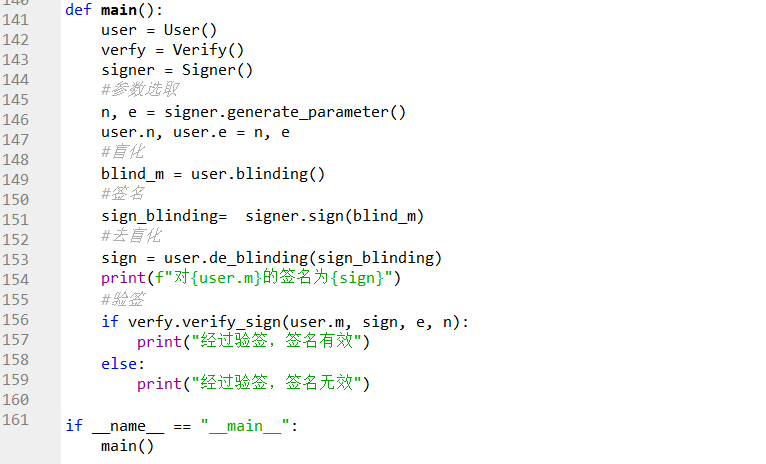 140
141
142
143
144
145
146
147
148
149
150
151
152
153
154
155
156
157
158
159
160
161
def main():
    user = User()
    verfy = Verify()
    signer = Signer()
    #参数选取
    n, e = signer.generate_parameter()
    user.n, user.e = n, e
    #盲化
    blind_m = user.blinding()
    #签名
    sign_blinding=  signer.sign(blind_m)
    #去盲化
    sign = user.de_blinding(sign_blinding)
    print(f"对{user.m}的签名为{sign}")
    #验签
    if verfy.verify_sign(user.m, sign, e, n):
        print("经过验签，签名有效")
    else:
        print("经过验签，签名无效")
if __name__ == "__main__":
    main()